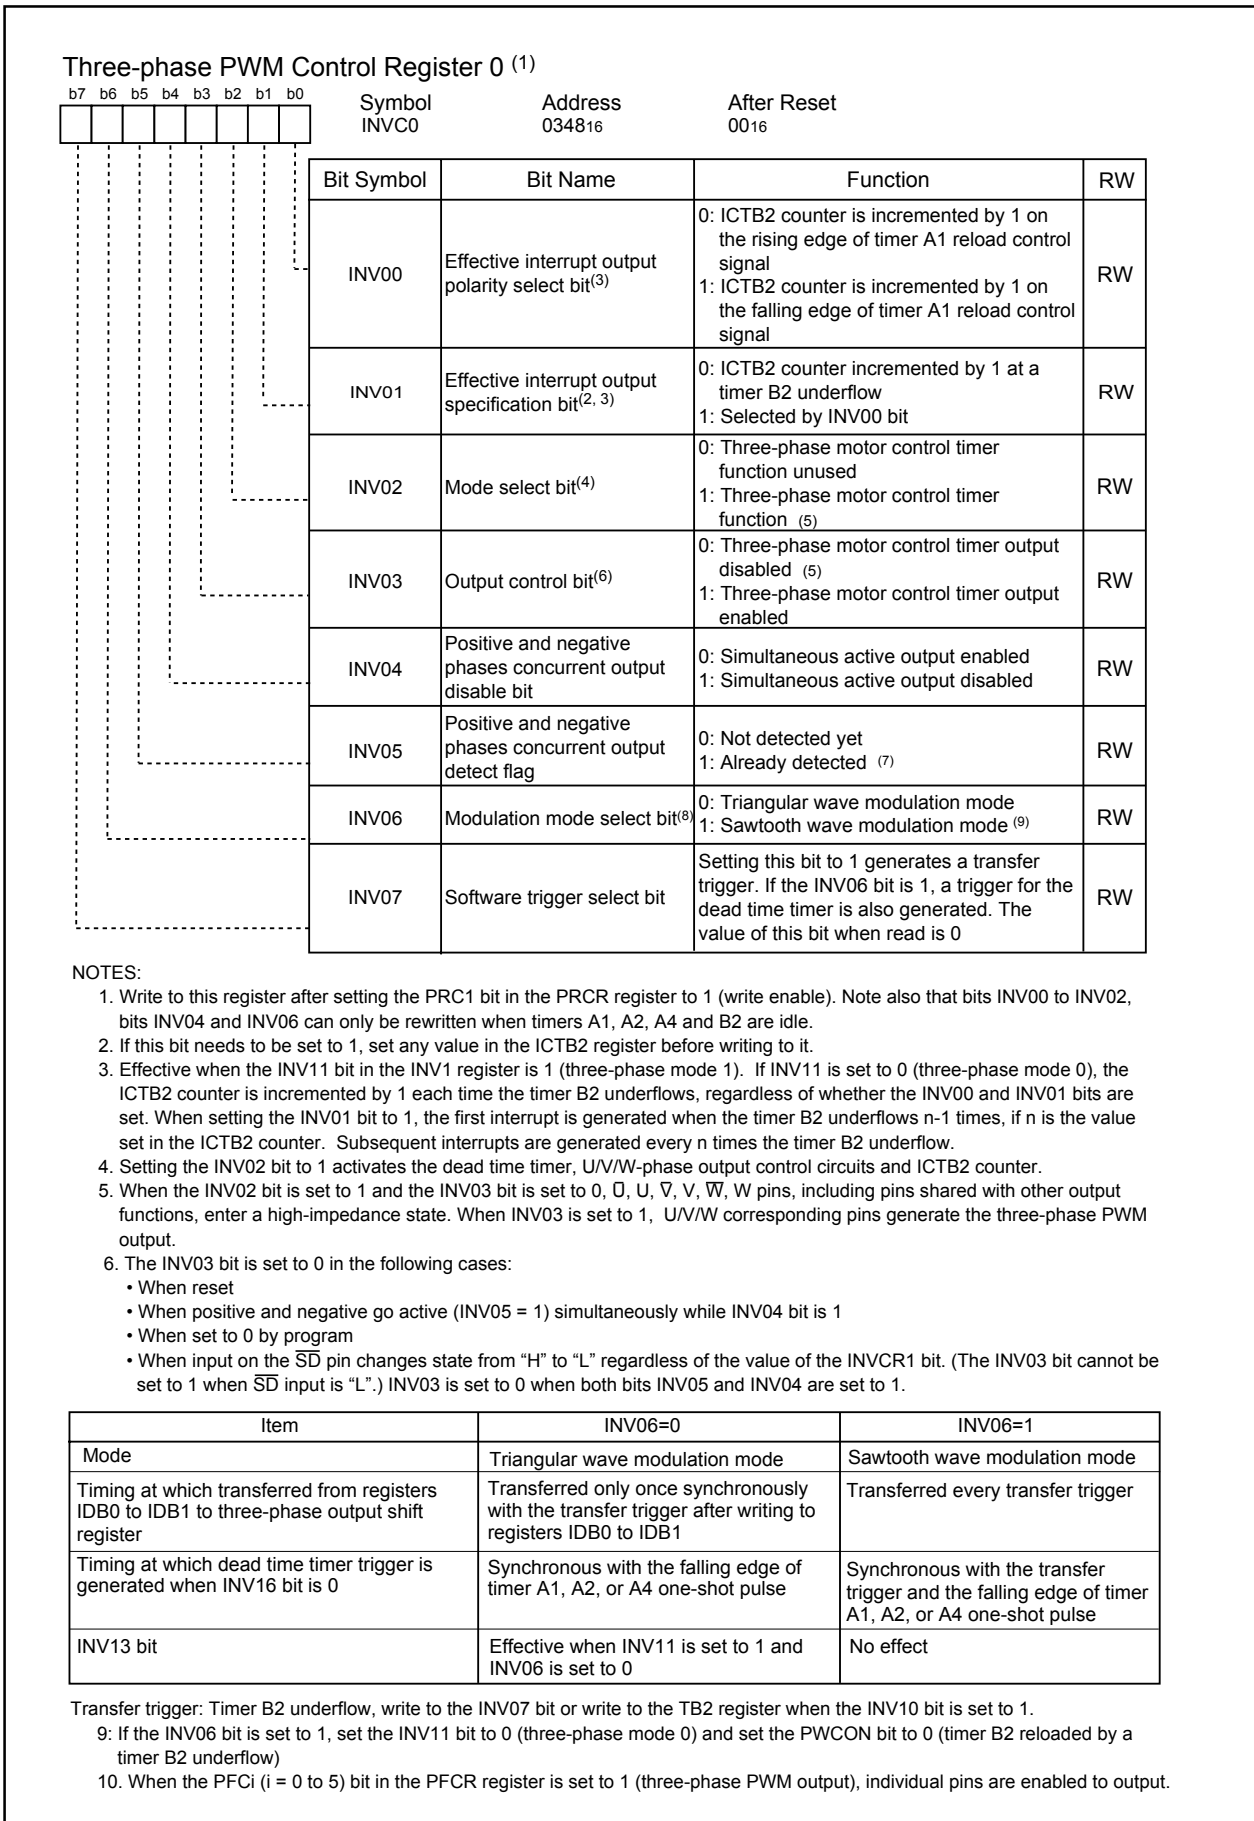 Three-phase PWM Control Register 0 (1)
b7 b6 b5 b4 b3 b2 b1 b0
Symbol Address After Reset
INVC0 034816 0016
Bit Symbol Bit Name Function RW
INV00
Effective interrupt output
polarity select bit(3)
0: ICTB2 counter is incremented by 1 on
the rising edge of timer A1 reload control
signal
1: ICTB2 counter is incremented by 1 on
the falling edge of timer A1 reload control
signal
RW
INV01
Effective interrupt output
specification bit(2, 3)
0: ICTB2 counter incremented by 1 at a
timer B2 underflow
1: Selected by INV00 bit
RW
INV02
Mode select bit(4)
0: Three-phase motor control timer
function unused
1: Three-phase motor control timer
function (5)
RW
INV03
Output control bit(6)
0: Three-phase motor control timer output
disabled (5)
1: Three-phase motor control timer output
enabled
RW
INV04
Positive and negative
phases concurrent output
disable bit
0: Simultaneous active output enabled
1: Simultaneous active output disabled
RW
INV05
Positive and negative
phases concurrent output
detect flag
0: Not detected yet
1: Already detected (7)
RW
INV06
Modulation mode select bit(8)
0: Triangular wave modulation mode
1: Sawtooth wave modulation mode (9)
RW
INV07
Software trigger select bit
Setting this bit to 1 generates a transfer
trigger. If the INV06 bit is 1, a trigger for the
dead time timer is also generated. The
value of this bit when read is 0
RW
NOTES:
1. Write to this register after setting the PRC1 bit in the PRCR register to 1 (write enable). Note also that bits INV00 to INV02,
bits INV04 and INV06 can only be rewritten when timers A1, A2, A4 and B2 are idle.
2. If this bit needs to be set to 1, set any value in the ICTB2 register before writing to it.
3. Effective when the INV11 bit in the INV1 register is 1 (three-phase mode 1). If INV11 is set to 0 (three-phase mode 0), the
ICTB2 counter is incremented by 1 each time the timer B2 underflows, regardless of whether the INV00 and INV01 bits are
set. When setting the INV01 bit to 1, the first interrupt is generated when the timer B2 underflows n-1 times, if n is the value
set in the ICTB2 counter. Subsequent interrupts are generated every n times the timer B2 underflow.
4. Setting the INV02 bit to 1 activates the dead time timer, U/V/W-phase output control circuits and ICTB2 counter.
5. When the INV02 bit is set to 1 and the INV03 bit is set to 0, U̅, U, V̅, V, W̅, W pins, including pins shared with other output
functions, enter a high-impedance state. When INV03 is set to 1, U/V/W corresponding pins generate the three-phase PWM
output.
6. The INV03 bit is set to 0 in the following cases:
• When reset
• When positive and negative go active (INV05 = 1) simultaneously while INV04 bit is 1
• When set to 0 by program
• When input on the S̅D̅ pin changes state from “H” to “L” regardless of the value of the INVCR1 bit. (The INV03 bit cannot be
set to 1 when S̅D̅ input is “L”.) INV03 is set to 0 when both bits INV05 and INV04 are set to 1.
Item INV06=0 INV06=1
Mode Triangular wave modulation mode Sawtooth wave modulation mode
Timing at which transferred from registers
IDB0 to IDB1 to three-phase output shift
register
Transferred only once synchronously
with the transfer trigger after writing to
registers IDB0 to IDB1
Transferred every transfer trigger
Timing at which dead time timer trigger is
generated when INV16 bit is 0
Synchronous with the falling edge of
timer A1, A2, or A4 one-shot pulse
Synchronous with the transfer
trigger and the falling edge of timer
A1, A2, or A4 one-shot pulse
INV13 bit
Effective when INV11 is set to 1 and
INV06 is set to 0
No effect
Transfer trigger: Timer B2 underflow, write to the INV07 bit or write to the TB2 register when the INV10 bit is set to 1.
9: If the INV06 bit is set to 1, set the INV11 bit to 0 (three-phase mode 0) and set the PWCON bit to 0 (timer B2 reloaded by a
timer B2 underflow)
10. When the PFCi (i = 0 to 5) bit in the PFCR register is set to 1 (three-phase PWM output), individual pins are enabled to output.